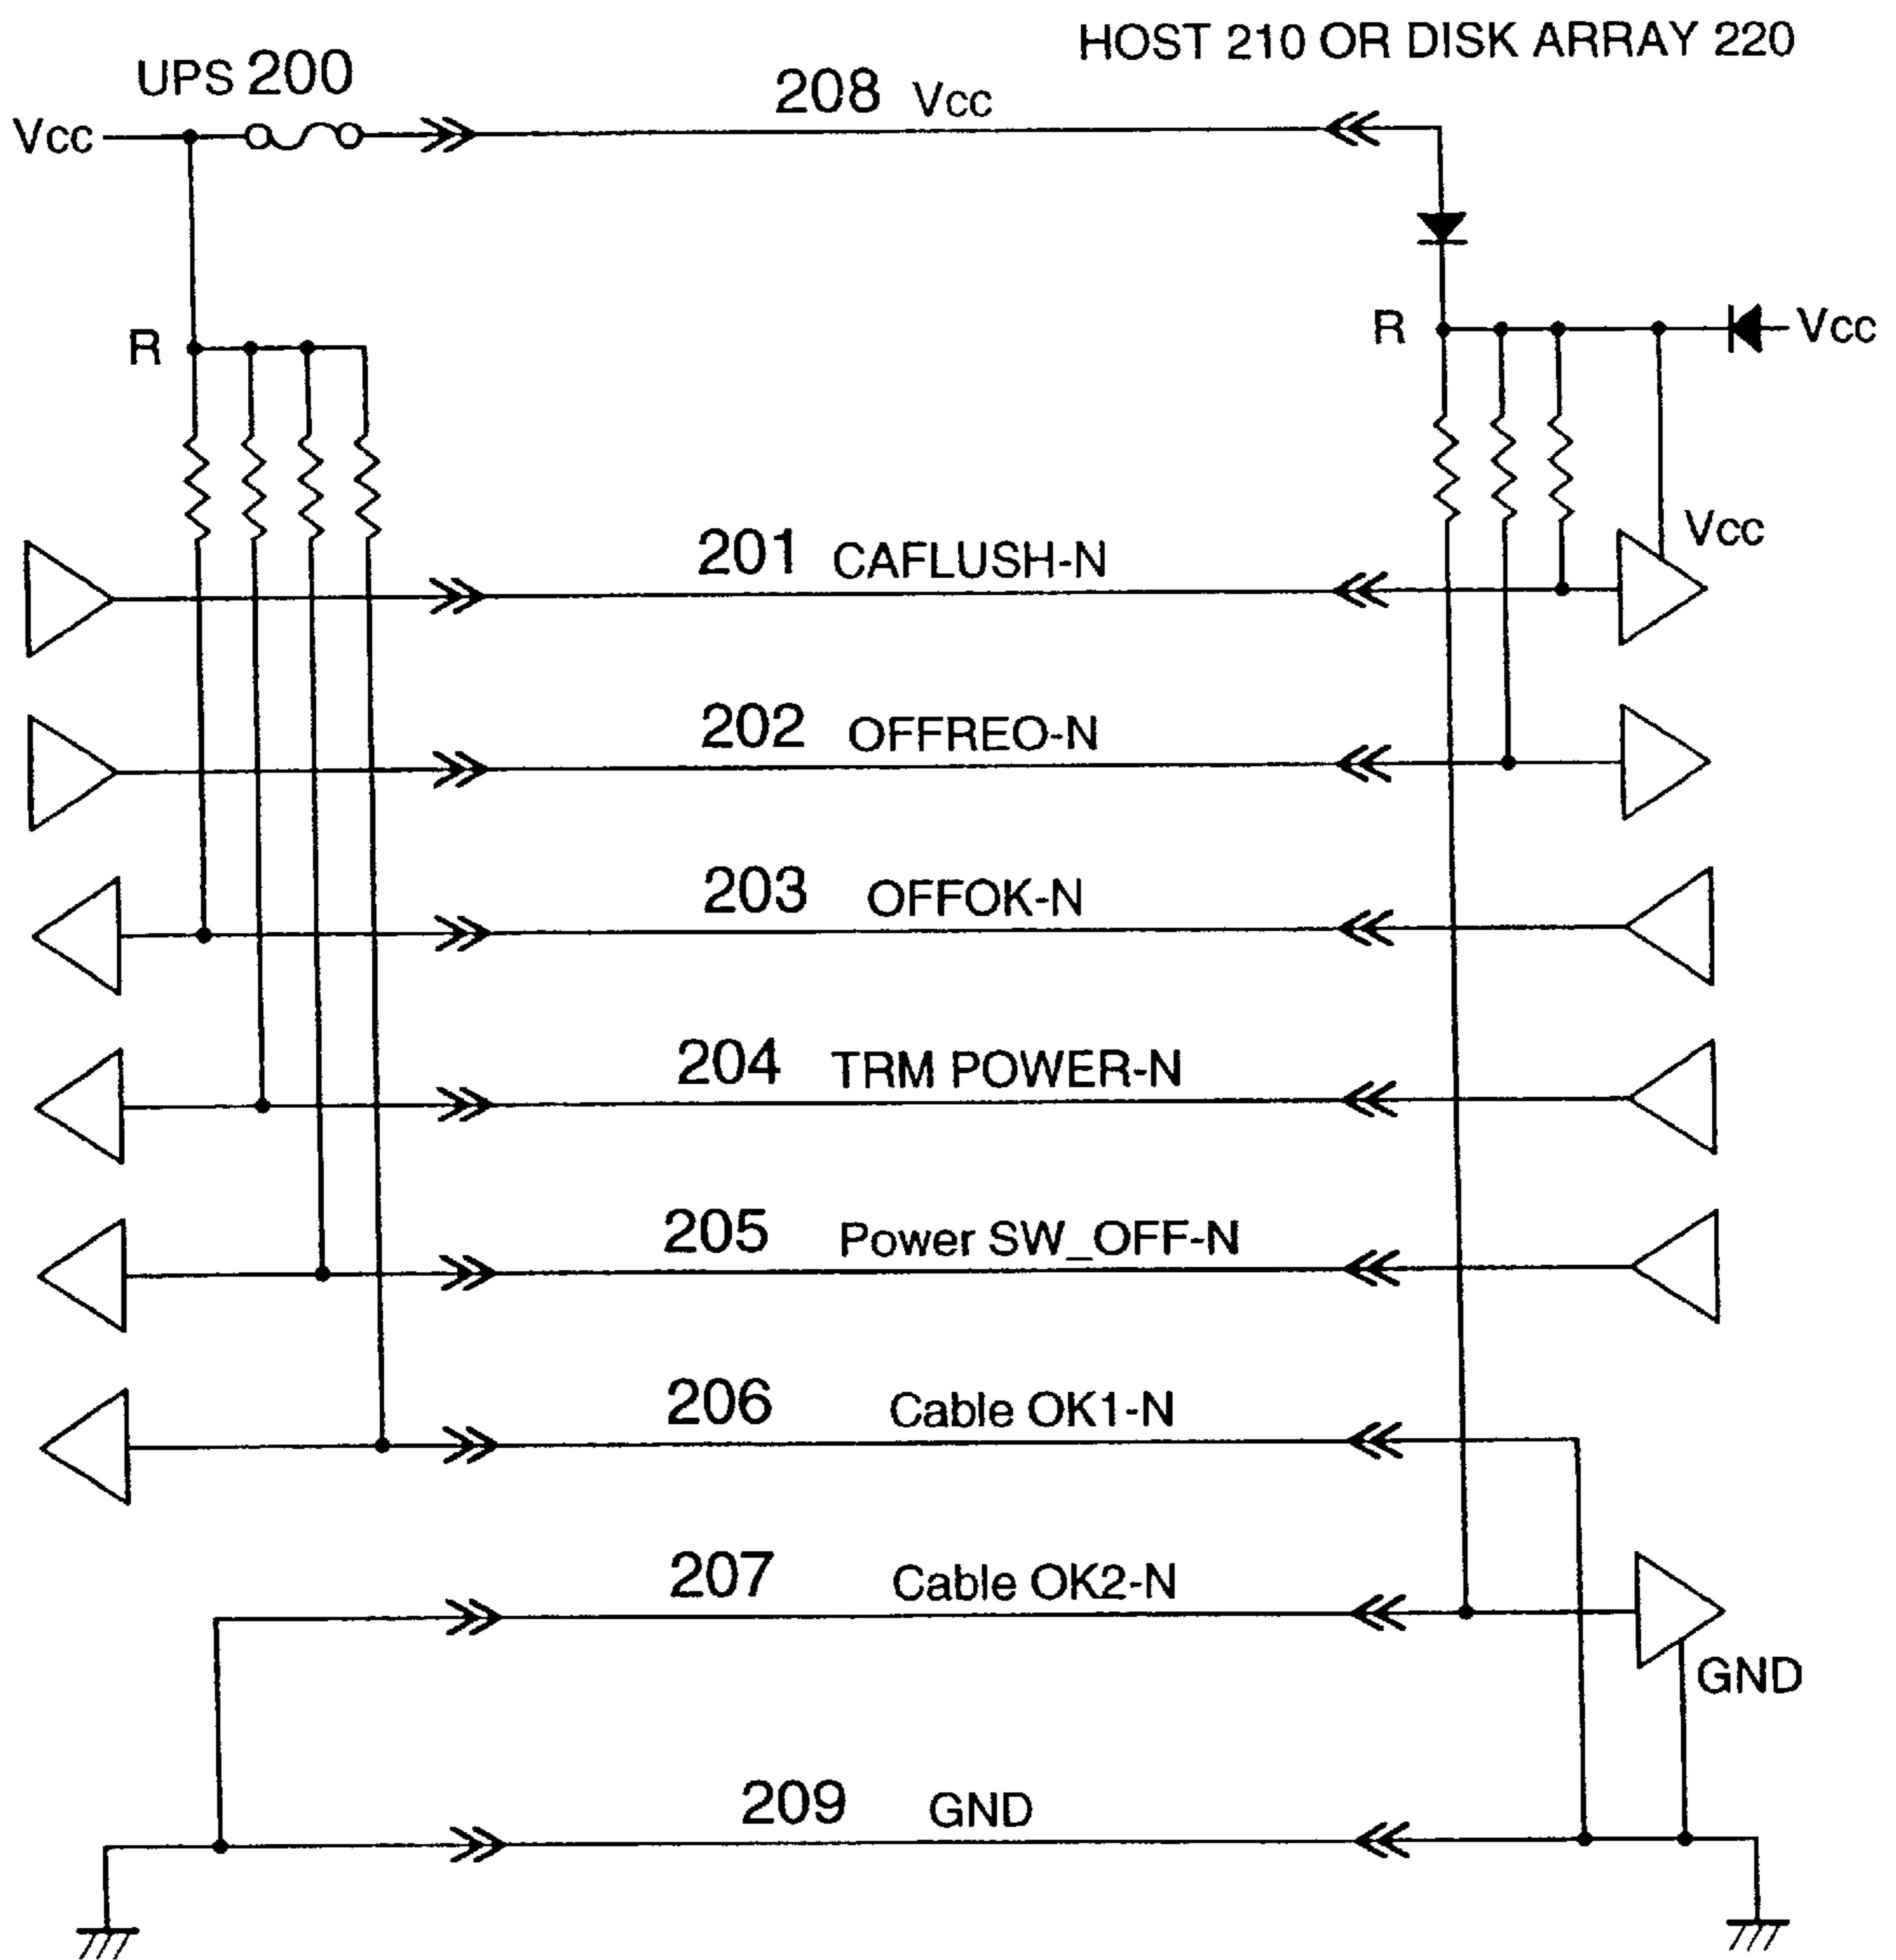 HOST 210 OR DISK ARRAY 220
UPS 200
208 Vcc
Vcc
R
R
Vcc
Vcc
201 CAFLUSH-N
202 OFFREO-N
203 OFFOK-N
204 TRM POWER-N
205 Power SW_OFF-N
206 Cable OK1-N
207 Cable OK2-N
GND
209 GND